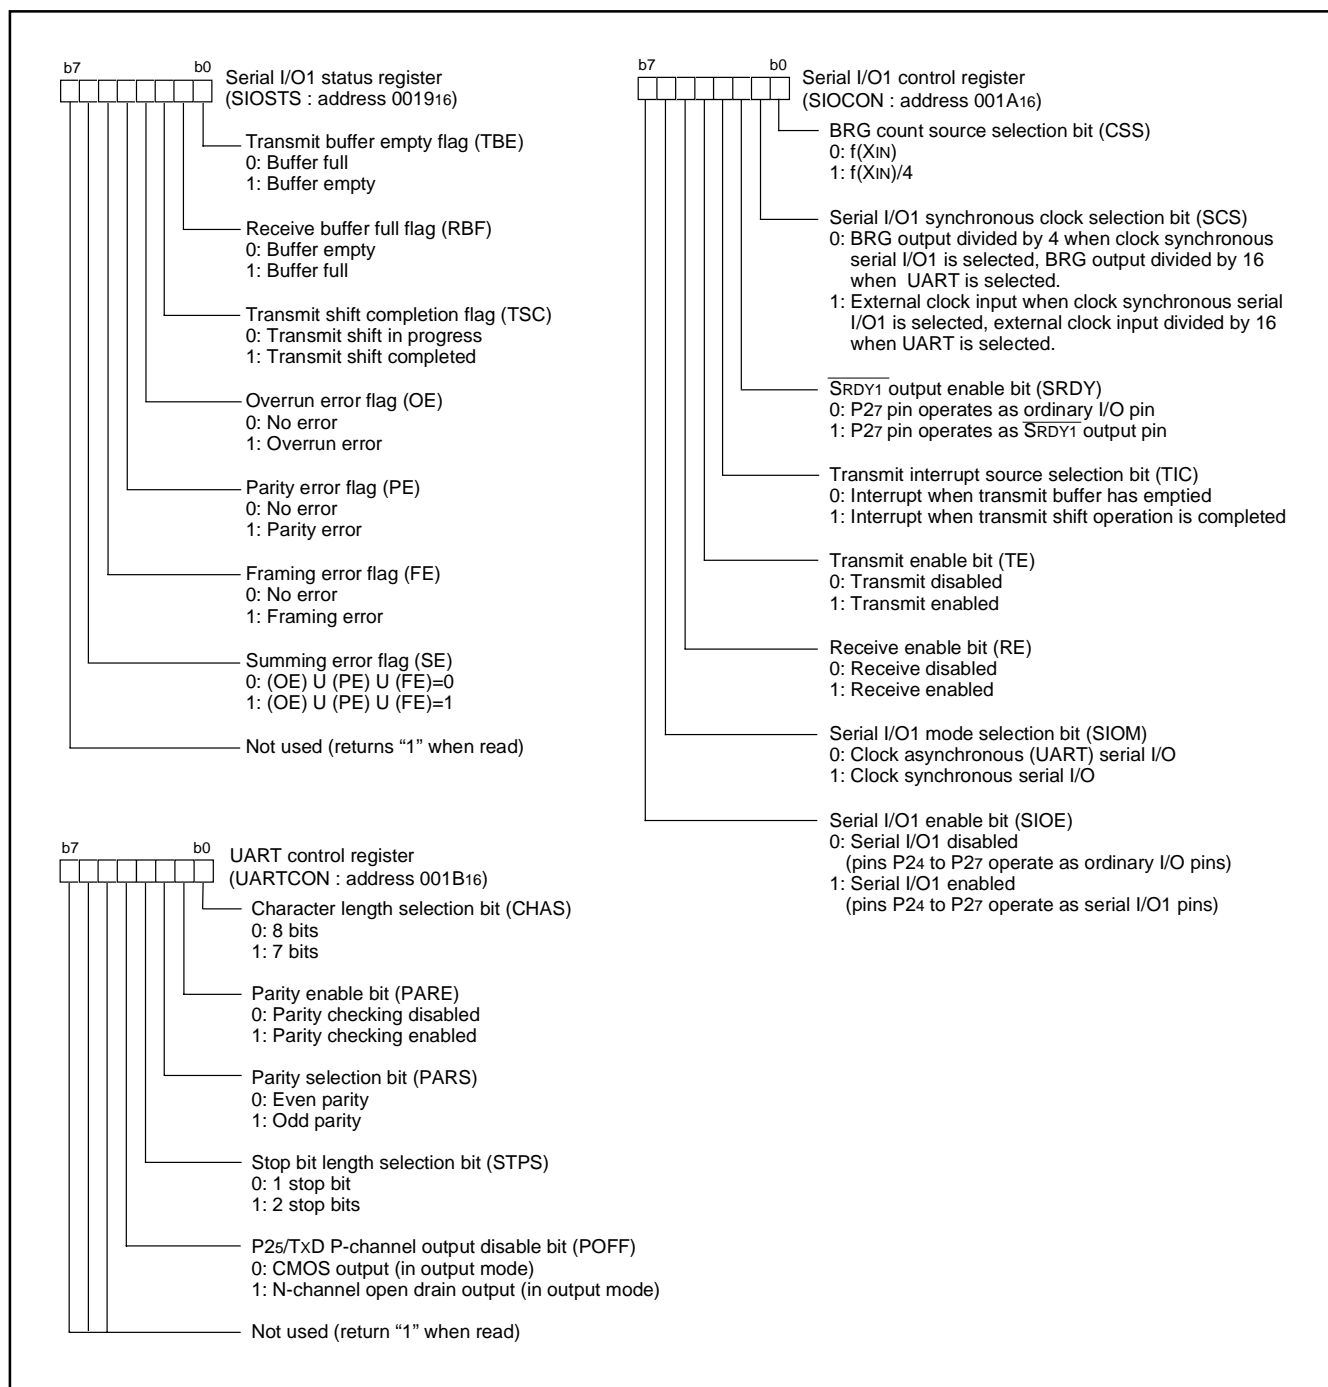 b7 b0
Serial I/O1 status register
(SIOSTS : address 001916)
Transmit buffer empty flag (TBE)
0: Buffer full
1: Buffer empty
Receive buffer full flag (RBF)
0: Buffer empty
1: Buffer full
Transmit shift completion flag (TSC)
0: Transmit shift in progress
1: Transmit shift completed
Overrun error flag (OE)
0: No error
1: Overrun error
Parity error flag (PE)
0: No error
1: Parity error
Framing error flag (FE)
0: No error
1: Framing error
Summing error flag (SE)
0: (OE) U (PE) U (FE)=0
1: (OE) U (PE) U (FE)=1
Not used (returns “1” when read)
b7 b0
UART control register
(UARTCON : address 001B16)
Character length selection bit (CHAS)
0: 8 bits
1: 7 bits
Parity enable bit (PARE)
0: Parity checking disabled
1: Parity checking enabled
Parity selection bit (PARS)
0: Even parity
1: Odd parity
Stop bit length selection bit (STPS)
0: 1 stop bit
1: 2 stop bits
P25/TXD P-channel output disable bit (POFF)
0: CMOS output (in output mode)
1: N-channel open drain output (in output mode)
Not used (return “1” when read)
b7 b0
Serial I/O1 control register
(SIOCON : address 001A16)
BRG count source selection bit (CSS)
0: f(XIN)
1: f(XIN)/4
Serial I/O1 synchronous clock selection bit (SCS)
0: BRG output divided by 4 when clock synchronous
serial I/O1 is selected, BRG output divided by 16
when UART is selected.
1: External clock input when clock synchronous serial
I/O1 is selected, external clock input divided by 16
when UART is selected.
SRDY1 output enable bit (SRDY)
0: P27 pin operates as ordinary I/O pin
1: P27 pin operates as SRDY1 output pin
Transmit interrupt source selection bit (TIC)
0: Interrupt when transmit buffer has emptied
1: Interrupt when transmit shift operation is completed
Transmit enable bit (TE)
0: Transmit disabled
1: Transmit enabled
Receive enable bit (RE)
0: Receive disabled
1: Receive enabled
Serial I/O1 mode selection bit (SIOM)
0: Clock asynchronous (UART) serial I/O
1: Clock synchronous serial I/O
Serial I/O1 enable bit (SIOE)
0: Serial I/O1 disabled
(pins P24 to P27 operate as ordinary I/O pins)
1: Serial I/O1 enabled
(pins P24 to P27 operate as serial I/O1 pins)